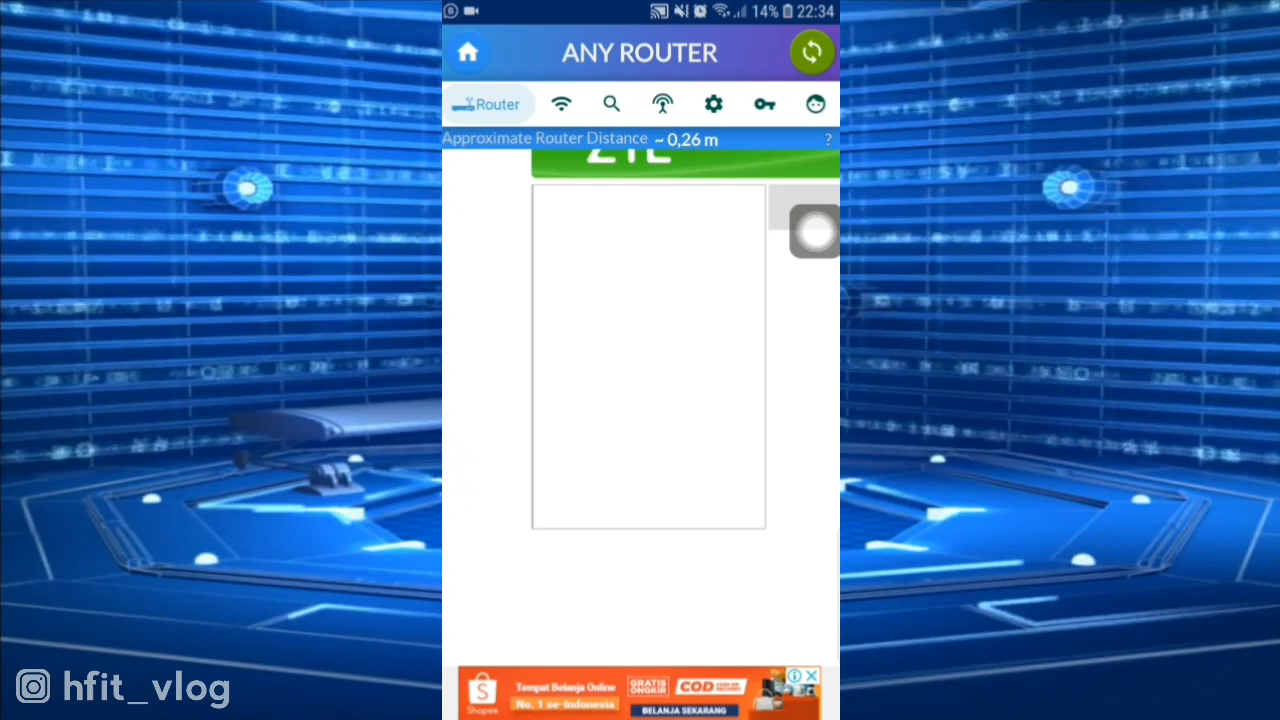 14% 22:34
ANY ROUTER
Router
Approximate Router Distance ~ 0,26 m ?
ZTE
Tempat Belanja Online
No. 1 se-Indonesia
GRATIS
ONGKIR
COD
BELANJA SEKARANG
Shopee
hfit_vlog